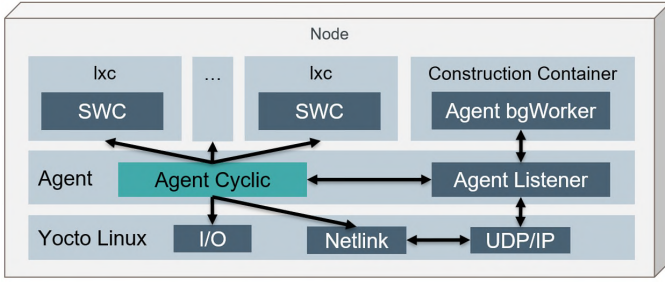 Node
lxc
...
lxc
Construction Container
SWC
SWC
Agent bgWorker
Agent
Agent Cyclic
Agent Listener
Yocto Linux
I/O
Netlink
UDP/IP